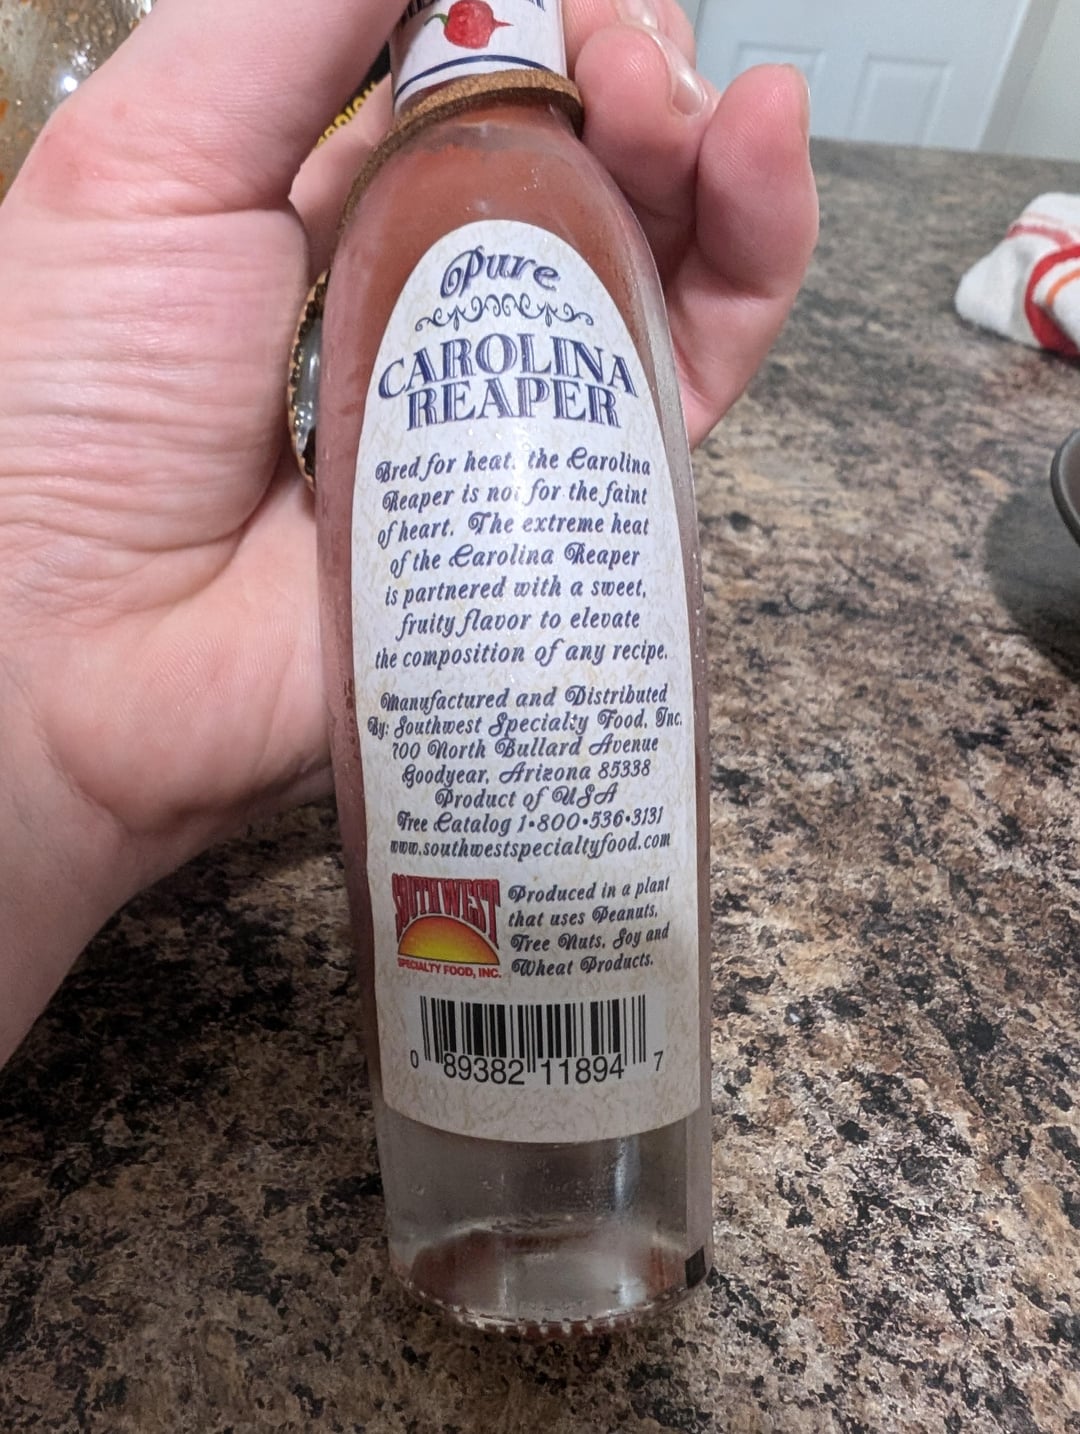 Pure
CAROLINA
REAPER
Bred for heat, the Carolina
Reaper is not for the faint
of heart. The extreme heat
of the Carolina Reaper
is partnered with a sweet,
fruity flavor to elevate
the composition of any recipe.
Manufactured and Distributed
By: Southwest Specialty Food, Inc.
700 North Bullard Avenue
Goodyear, Arizona 85338
Product of USA
Free Catalog 1•800•536•3131
www.southwestspecialtyfood.com
SOUTHWEST
SPECIALTY FOOD, INC.
Produced in a plant
that uses Peanuts,
Tree Nuts, Soy and
Wheat Products.
0 89382 11894 7